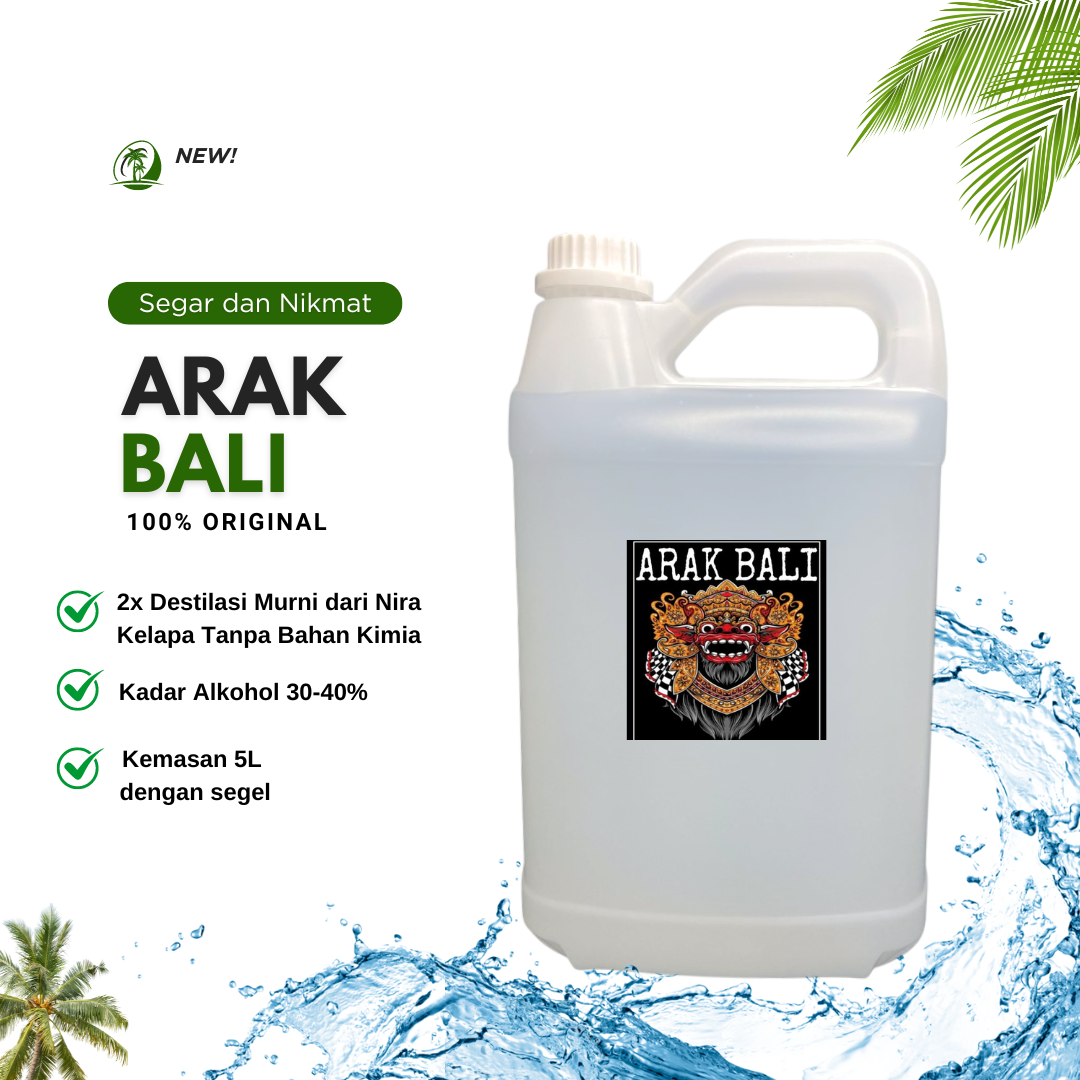 NEW!
Segar dan Nikmat
ARAK
BALI
100% ORIGINAL
2x Destilasi Murni dari Nira
Kelapa Tanpa Bahan Kimia
Kadar Alkohol 30-40%
Kemasan 5L
dengan segel
ARAK BALI